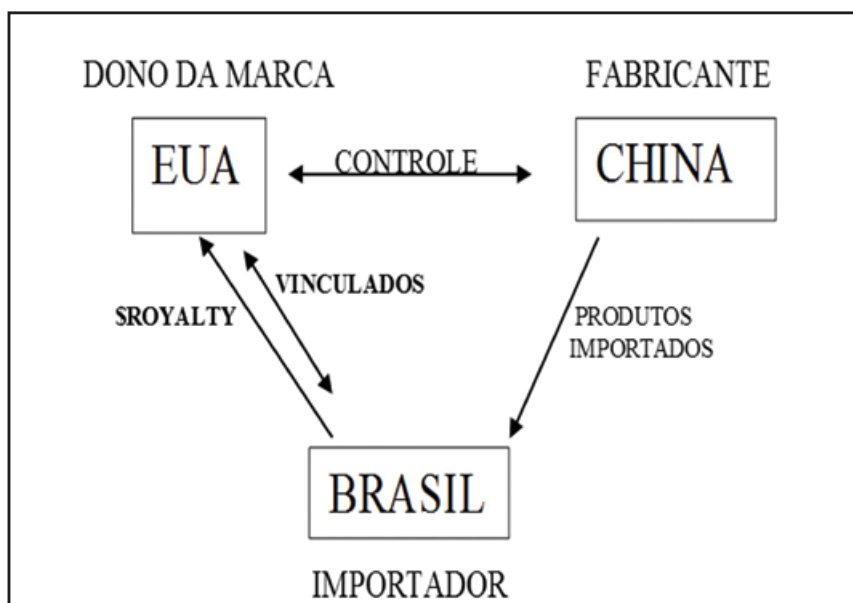 DONO DA MARCA
FABRICANTE
EUA
CONTROLE
CHINA
VINCULADOS
$ROYALTY
PRODUTOS
IMPORTADOS
BRASIL
IMPORTADOR